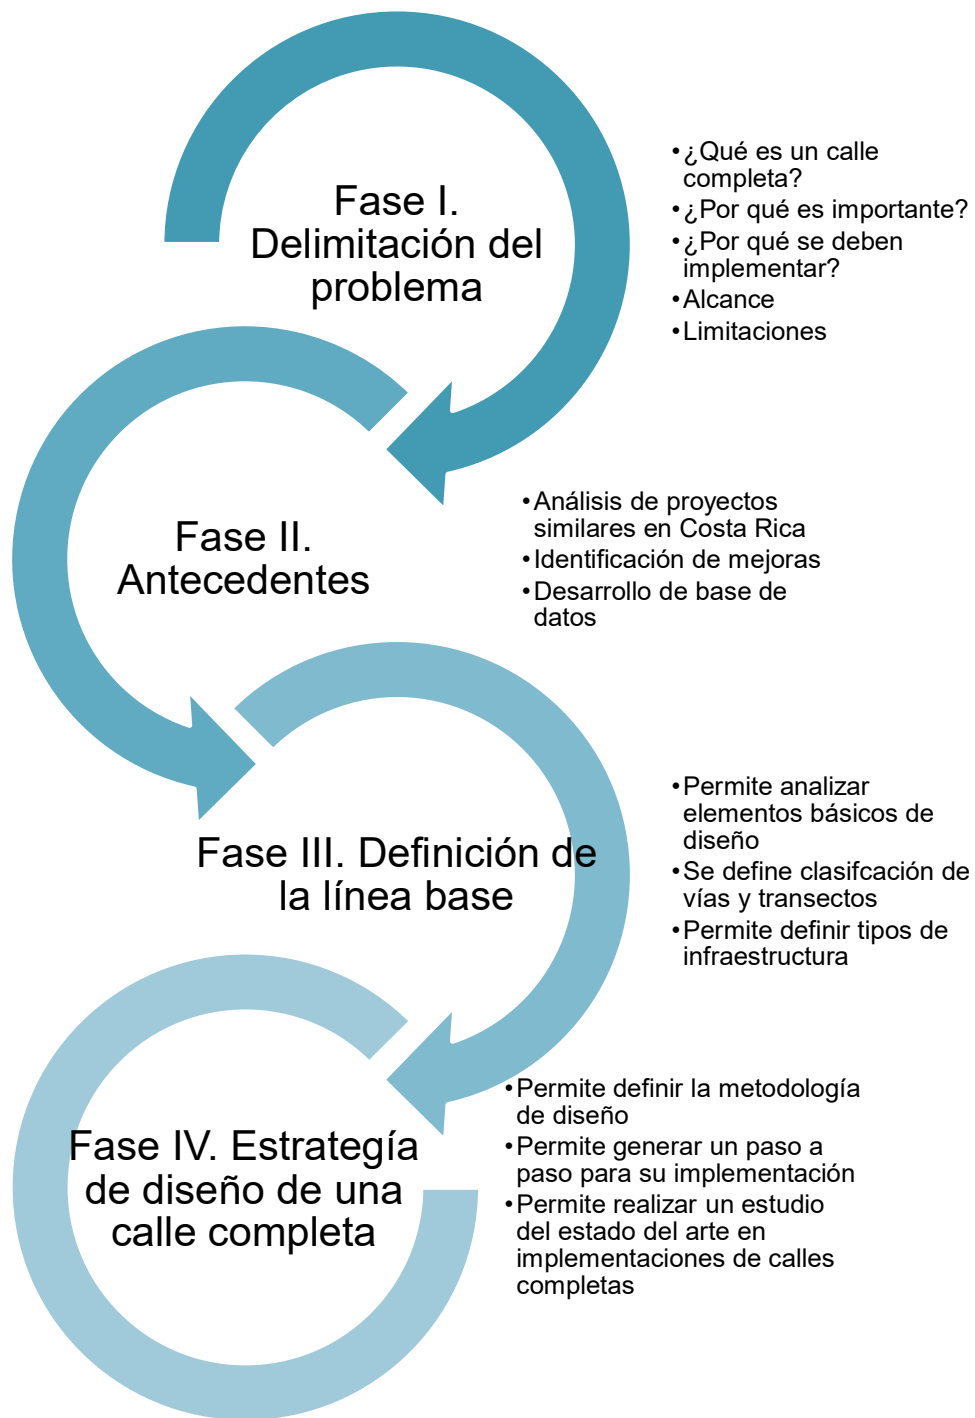 Fase I.
Delimitación del
problema
•¿Qué es un calle
completa?
•¿Por qué es importante?
•¿Por qué se deben
implementar?
•Alcance
•Limitaciones
Fase II.
Antecedentes
•Análisis de proyectos
similares en Costa Rica
•Identificación de mejoras
•Desarrollo de base de
datos
Fase III. Definición de
la línea base
•Permite analizar
elementos básicos de
diseño
•Se define clasifcación de
vías y transectos
•Permite definir tipos de
infraestructura
Fase IV. Estrategía
de diseño de una
calle completa
•Permite definir la metodología
de diseño
•Permite generar un paso a
paso para su implementación
•Permite realizar un estudio
del estado del arte en
implementaciones de calles
completas